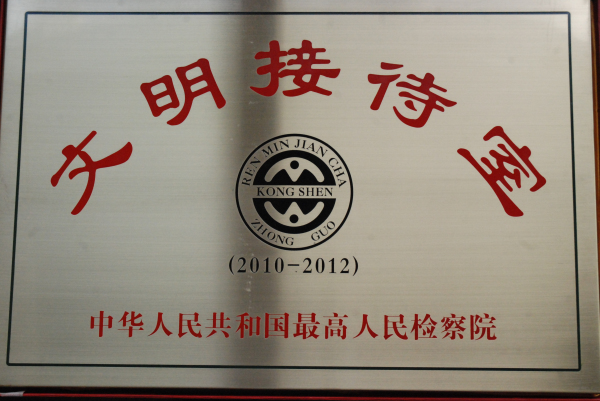 文明接待室
REN MIN JIAN CHA
KONG SHEN
ZHONG GUO
(2010-2012)
中华人民共和国最高人民检察院